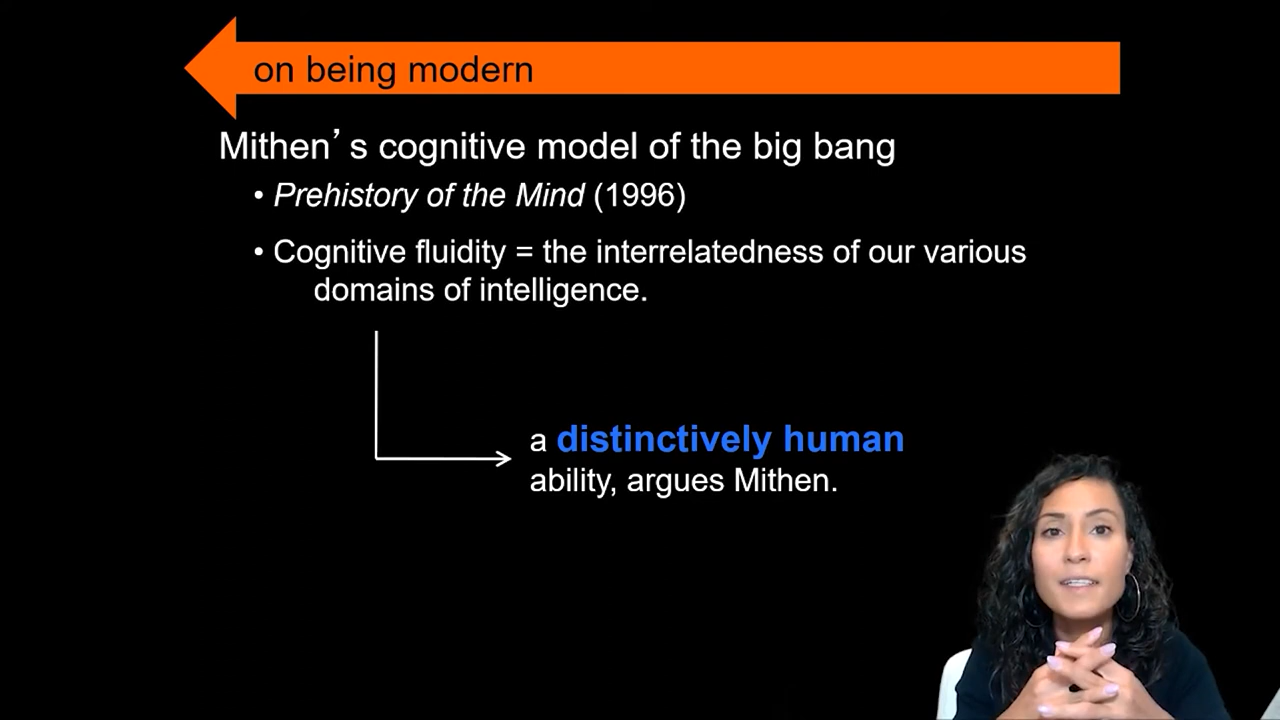 on being modern
Mithen’s cognitive model of the big bang
• Prehistory of the Mind (1996)
• Cognitive fluidity = the interrelatedness of our various
domains of intelligence.
a distinctively human
ability, argues Mithen.